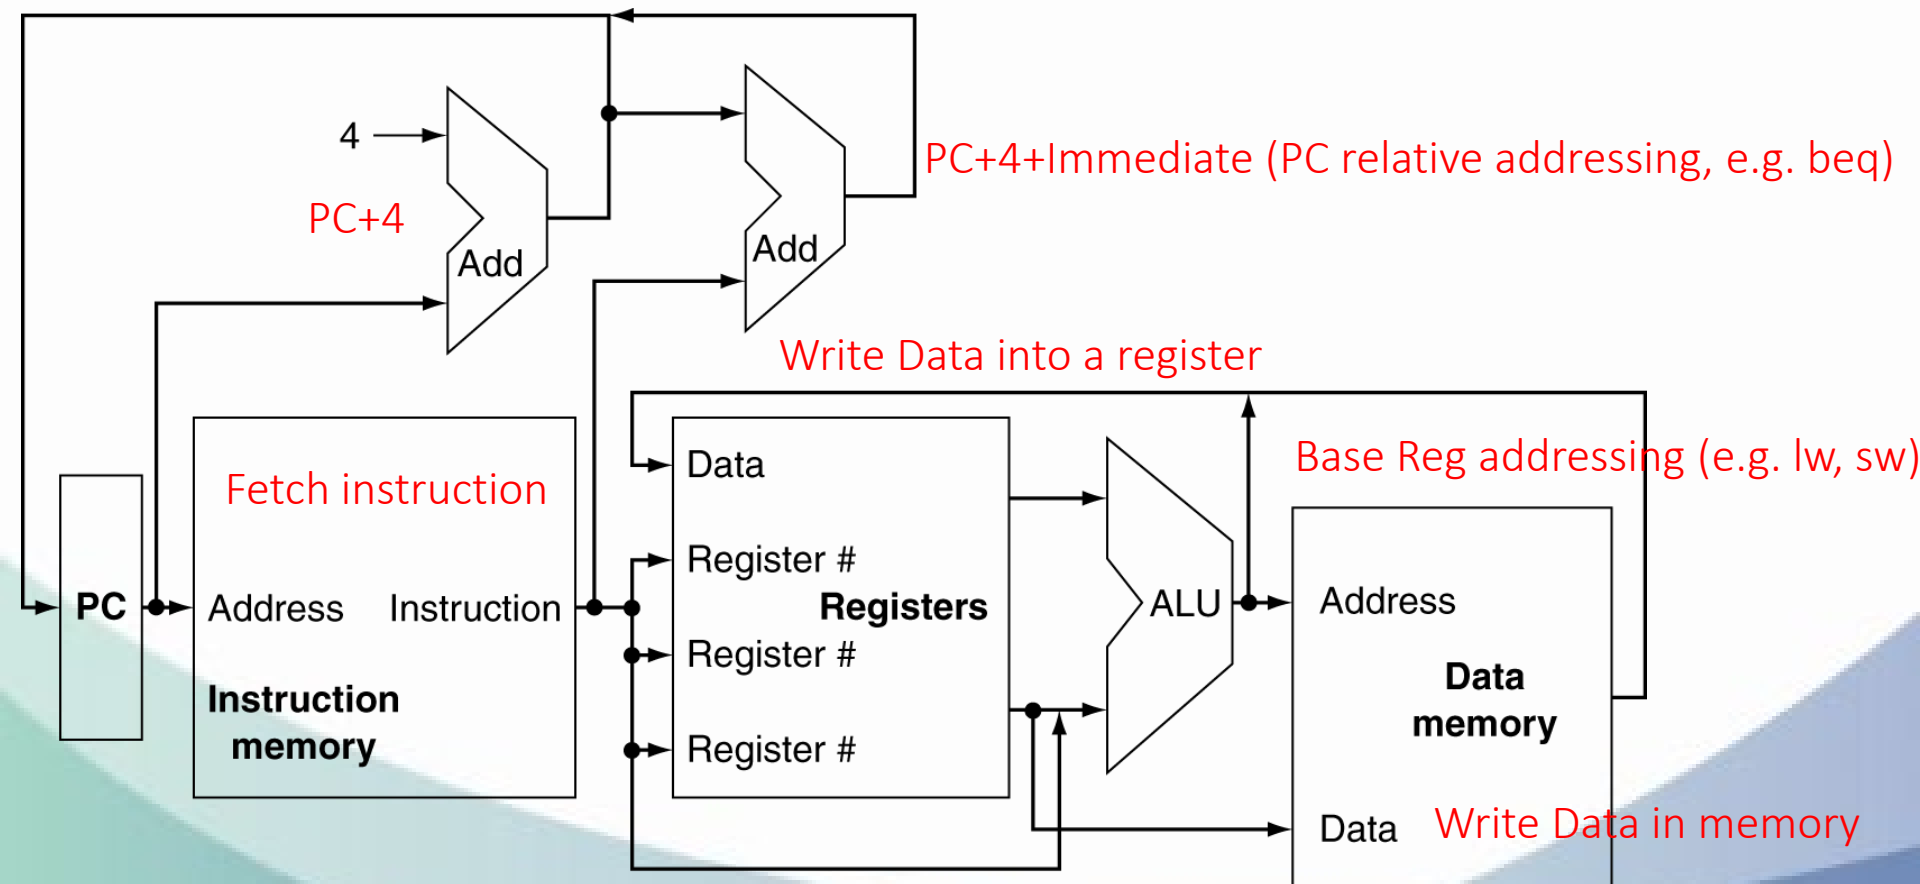 4
PC+4
Add
Add
PC+4+Immediate (PC relative addressing, e.g. beq)
Write Data into a register
Fetch instruction
PC
Address
Instruction
Instruction
memory
Data
Register #
Registers
Register #
Register #
ALU
Base Reg addressing (e.g. lw, sw)
Address
Data
memory
Data
Write Data in memory